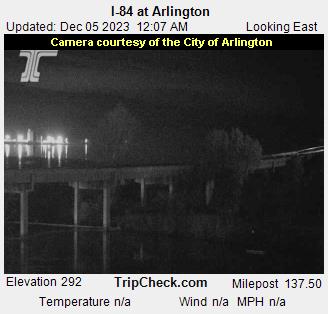 I-84 at Arlington
Updated: Dec 05 2023 12:07 AM Looking East
Camera courtesy of the City of Arlington
Elevation 292 TripCheck.com Milepost 137.50
Temperature n/a Wind n/a MPH n/a